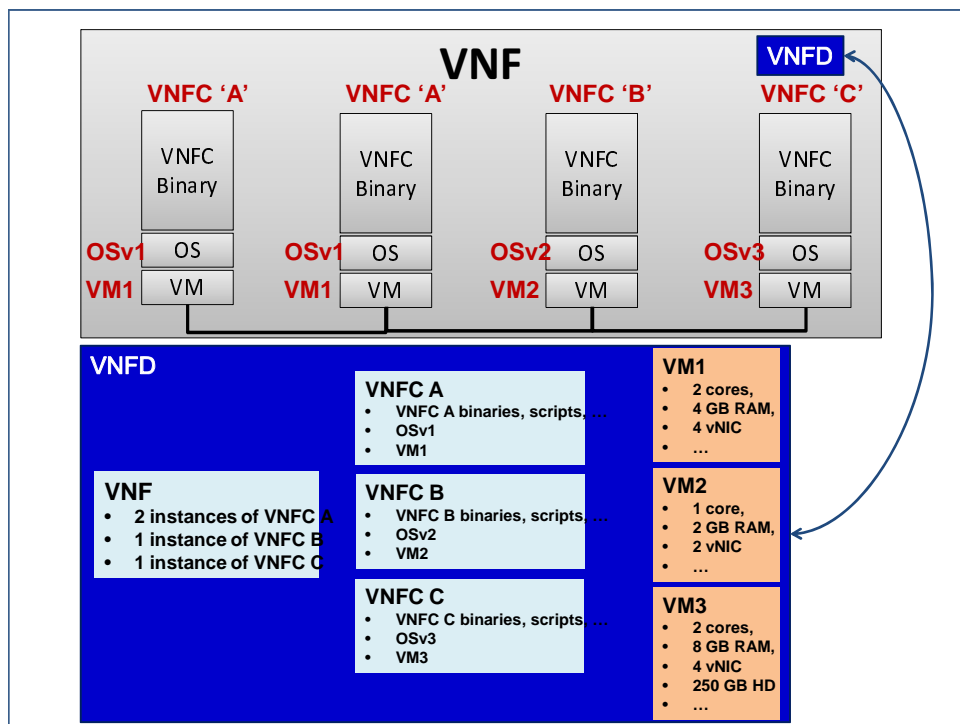 VNF
VNFD
VNFC 'A' VNFC 'A' VNFC 'B' VNFC 'C'
VNFC VNFC VNFC VNFC
Binary Binary Binary Binary
OSv1 OS OSv1 OS OSv2 OS OSv3 OS
VM1 VM VM1 VM VM2 VM VM3 VM
VNFD
VNF
• 2 instances of VNFC A
• 1 instance of VNFC B
• 1 instance of VNFC C
VNFC A
• VNFC A binaries, scripts, …
• OSv1
• VM1
VNFC B
• VNFC B binaries, scripts, …
• OSv2
• VM2
VNFC C
• VNFC C binaries, scripts, …
• OSv3
• VM3
VM1
• 2 cores,
• 4 GB RAM,
• 4 vNIC
• …
VM2
• 1 core,
• 2 GB RAM,
• 2 vNIC
• …
VM3
• 2 cores,
• 8 GB RAM,
• 4 vNIC
• 250 GB HD
• …